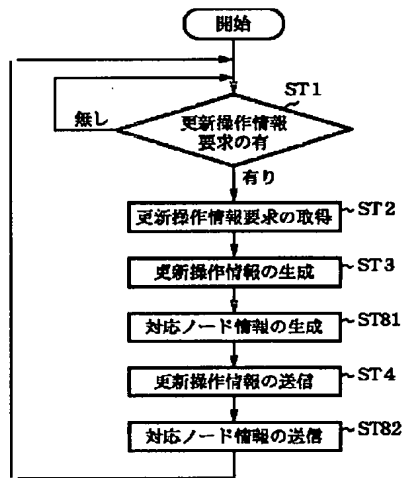 開始
ST1
無し
更新操作情報
要求の有
有り
更新操作情報要求の取得
ST2
更新操作情報の生成
ST3
対応ノード情報の生成
ST81
更新操作情報の送信
ST4
対応ノード情報の送信
ST82